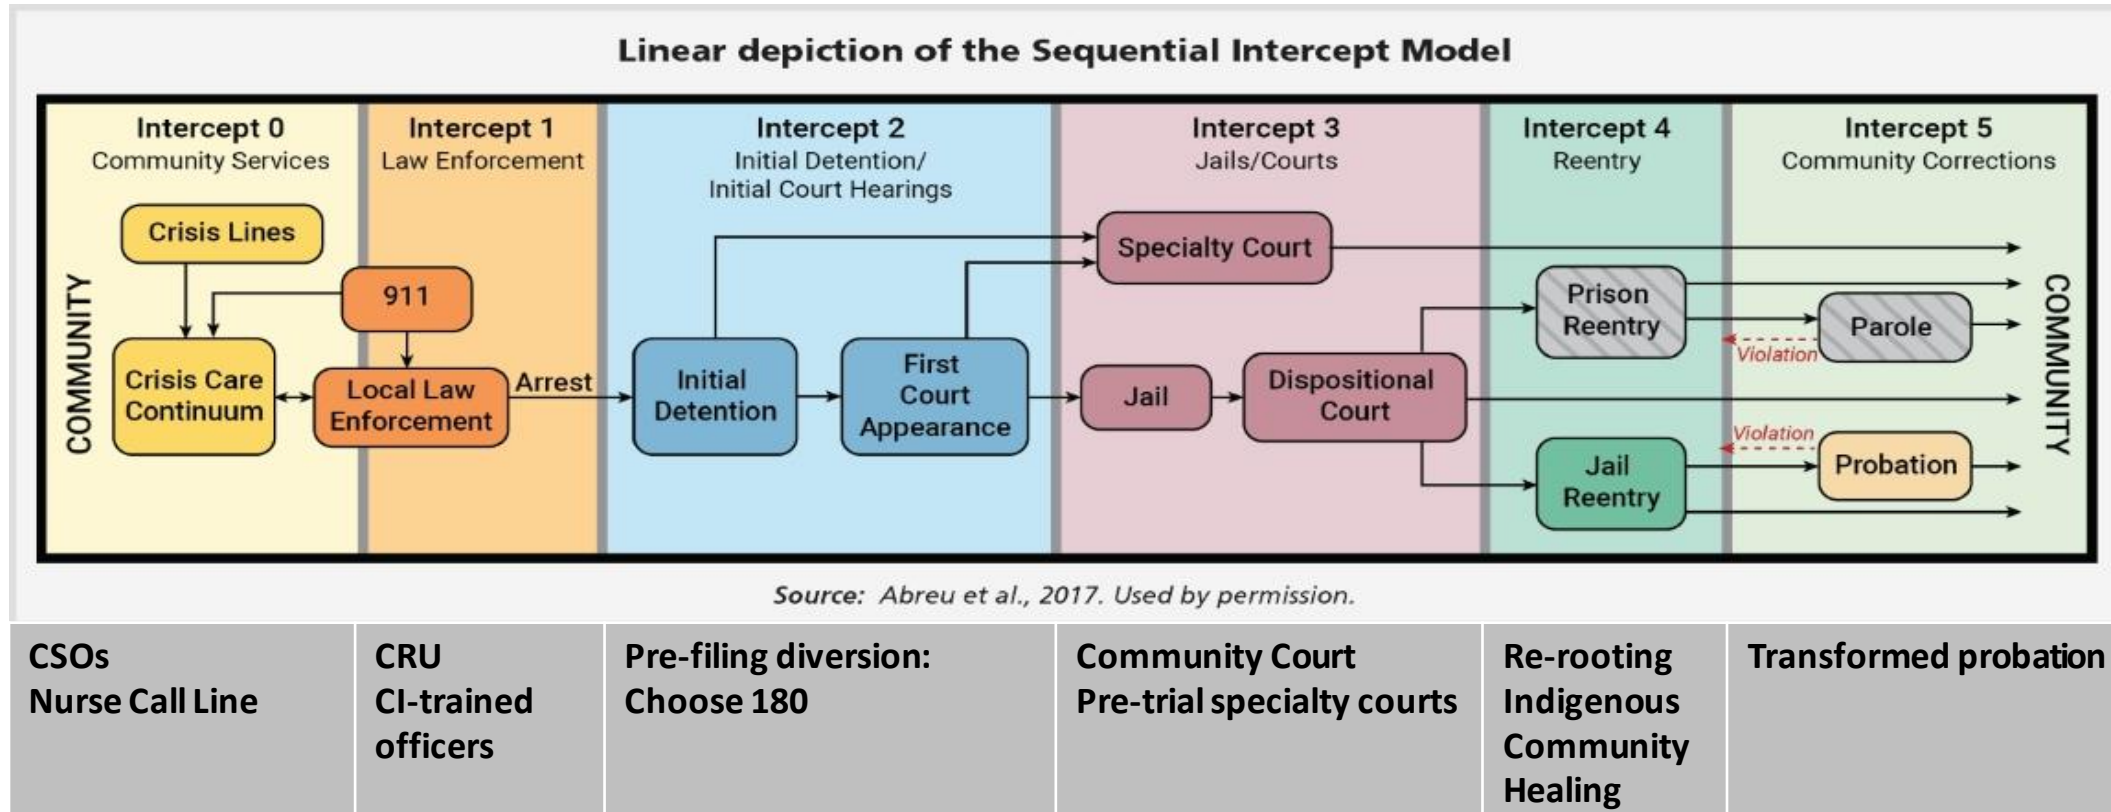 Linear depiction of the Sequential Intercept Model
Intercept 0
Community Services
Intercept 1
Law Enforcement
Intercept 2
Initial Detention/
Initial Court Hearings
Intercept 3
Jails/Courts
Intercept 4
Reentry
Intercept 5
Community Corrections
COMMUNITY
Crisis Lines
Crisis Care
Continuum
911
Local Law
Enforcement
Arrest
Initial
Detention
First
Court
Appearance
Specialty Court
Jail
Dispositional
Court
Prison
Reentry
Jail
Reentry
Parole
Violation
Violation
Probation
COMMUNITY
Source: Abreu et al., 2017. Used by permission.
CSOs
Nurse Call Line
CRU
CI-trained
officers
Pre-filing diversion:
Choose 180
Community Court
Pre-trial specialty courts
Re-rooting
Indigenous
Community
Healing
Transformed probation